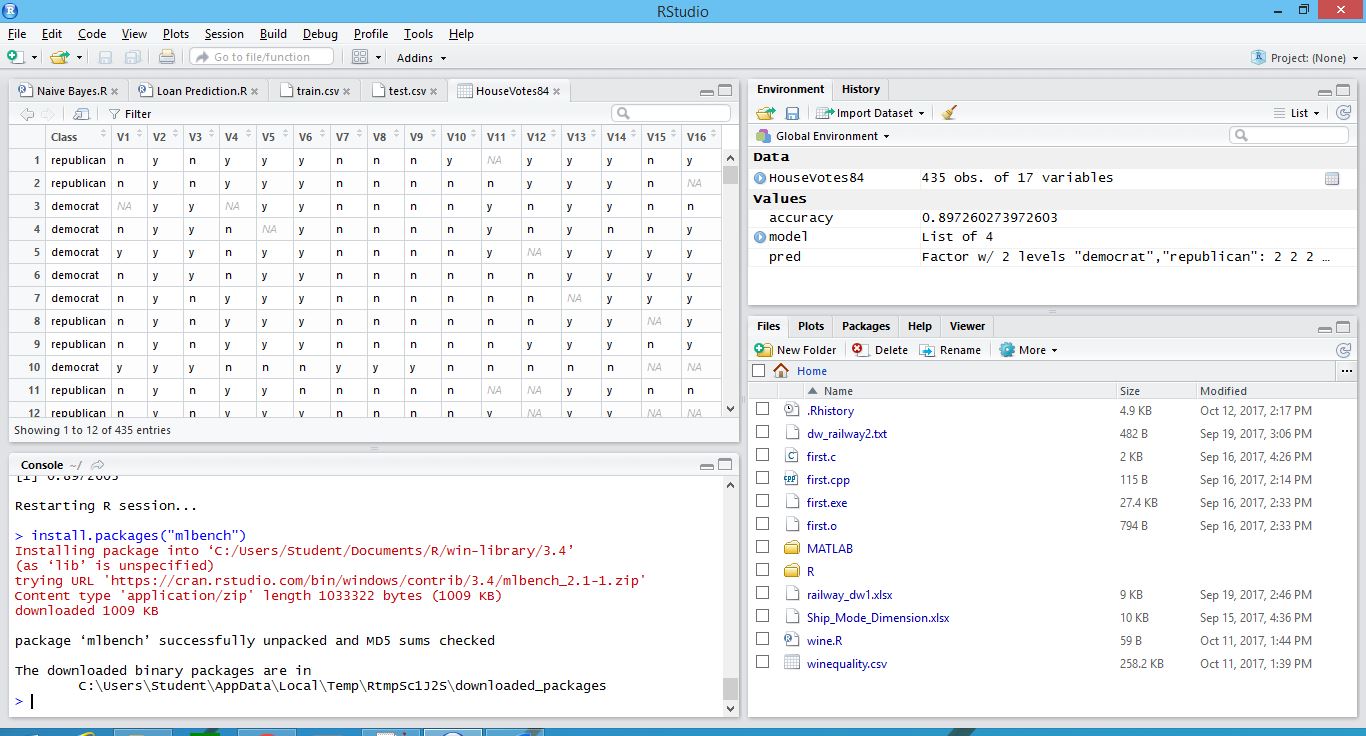 RStudio
File Edit Code View Plots Session Build Debug Profile Tools Help
Go to file/function Addins Project: (None)
Naive Bayes.R Loan Prediction.R train.csv test.csv HouseVotes84
Filter
Class V1 V2 V3 V4 V5 V6 V7 V8 V9 V10 V11 V12 V13 V14 V15 V16
1 republican n y n y y y n n n y NA y y y n y
2 republican n y n y y y n n n n n y y y n NA
3 democrat NA y y NA y y n n n n y n y y n n
4 democrat n y y n NA y n n n n y n y n n y
5 democrat y y y n y y n n n n y NA y y y y
6 democrat n y y n y y n n n n n n y y y y
7 democrat n y n y y y n n n n n n NA y y y
8 republican n y n y y y n n n n n n y y NA y
9 republican n y n y y y n n n n n y y y n y
10 democrat y y y n n n y y y n n n n n NA NA
11 republican n y n y y n n n n n NA NA y y n n
12 republican n y n y y y n n n n y NA y y NA NA
Showing 1 to 12 of 435 entries
Console ~/
[1] 0.8972603
Restarting R session...
> install.packages("mlbench")
Installing package into ‘C:/Users/Student/Documents/R/win-library/3.4’
(as ‘lib’ is unspecified)
trying URL 'https://cran.rstudio.com/bin/windows/contrib/3.4/mlbench_2.1-1.zip'
Content type 'application/zip' length 1033322 bytes (1009 KB)
downloaded 1009 KB
package ‘mlbench’ successfully unpacked and MD5 sums checked
The downloaded binary packages are in
C:\Users\Student\AppData\Local\Temp\RtmpSc1J2S\downloaded_packages
>
Environment History
Import Dataset List
Global Environment
Data
HouseVotes84 435 obs. of 17 variables
Values
accuracy 0.897260273972603
model List of 4
pred Factor w/ 2 levels "democrat","republican": 2 2 2 …
Files Plots Packages Help Viewer
New Folder Delete Rename More
Home
Name Size Modified
.Rhistory 4.9 KB Oct 12, 2017, 2:17 PM
dw_railway2.txt 482 B Sep 19, 2017, 3:06 PM
first.c 2 KB Sep 16, 2017, 4:26 PM
first.cpp 115 B Sep 16, 2017, 2:14 PM
first.exe 27.4 KB Sep 16, 2017, 2:33 PM
first.o 794 B Sep 16, 2017, 2:33 PM
MATLAB
R
railway_dw1.xlsx 9 KB Sep 19, 2017, 2:46 PM
Ship_Mode_Dimension.xlsx 10 KB Sep 15, 2017, 4:36 PM
wine.R 59 B Oct 11, 2017, 1:44 PM
winequality.csv 258.2 KB Oct 11, 2017, 1:39 PM